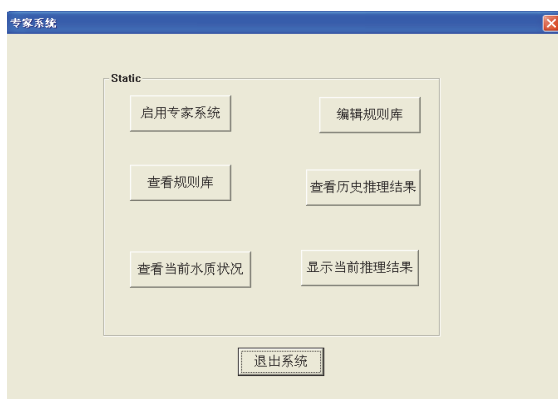 专家系统
Static
启用专家系统
编辑规则库
查看规则库
查看历史推理结果
查看当前水质状况
显示当前推理结果
退出系统